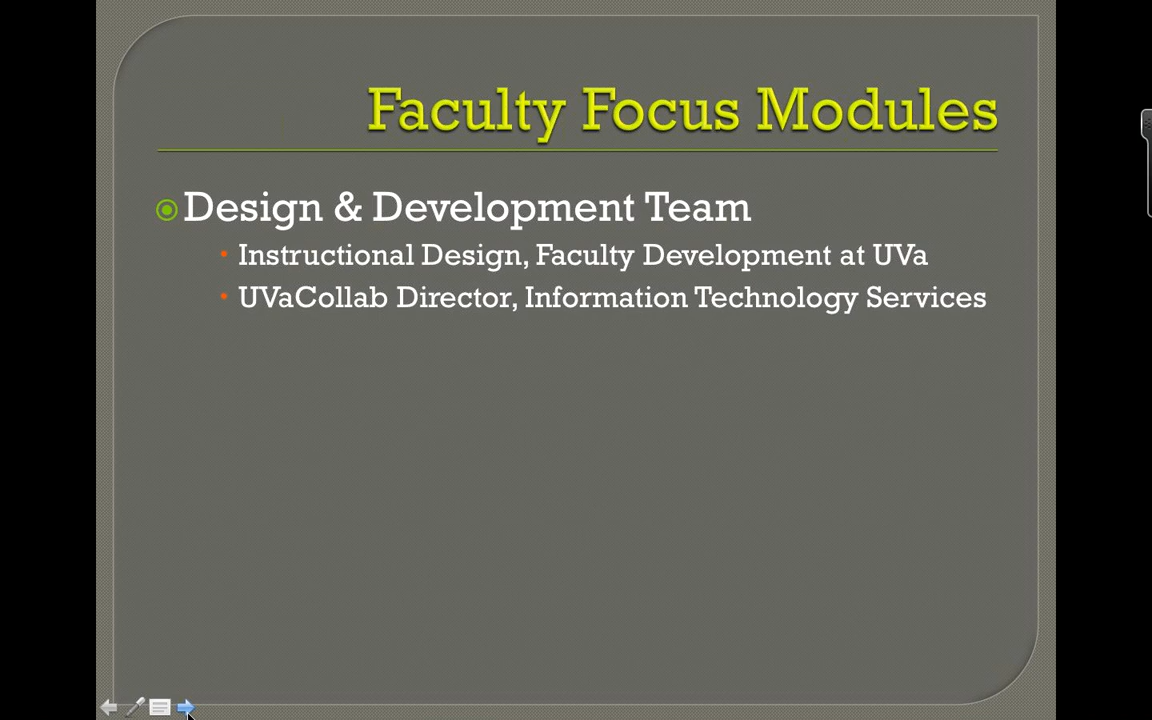 Faculty Focus Modules
Design & Development Team
Instructional Design, Faculty Development at UVa
UVaCollab Director, Information Technology Services